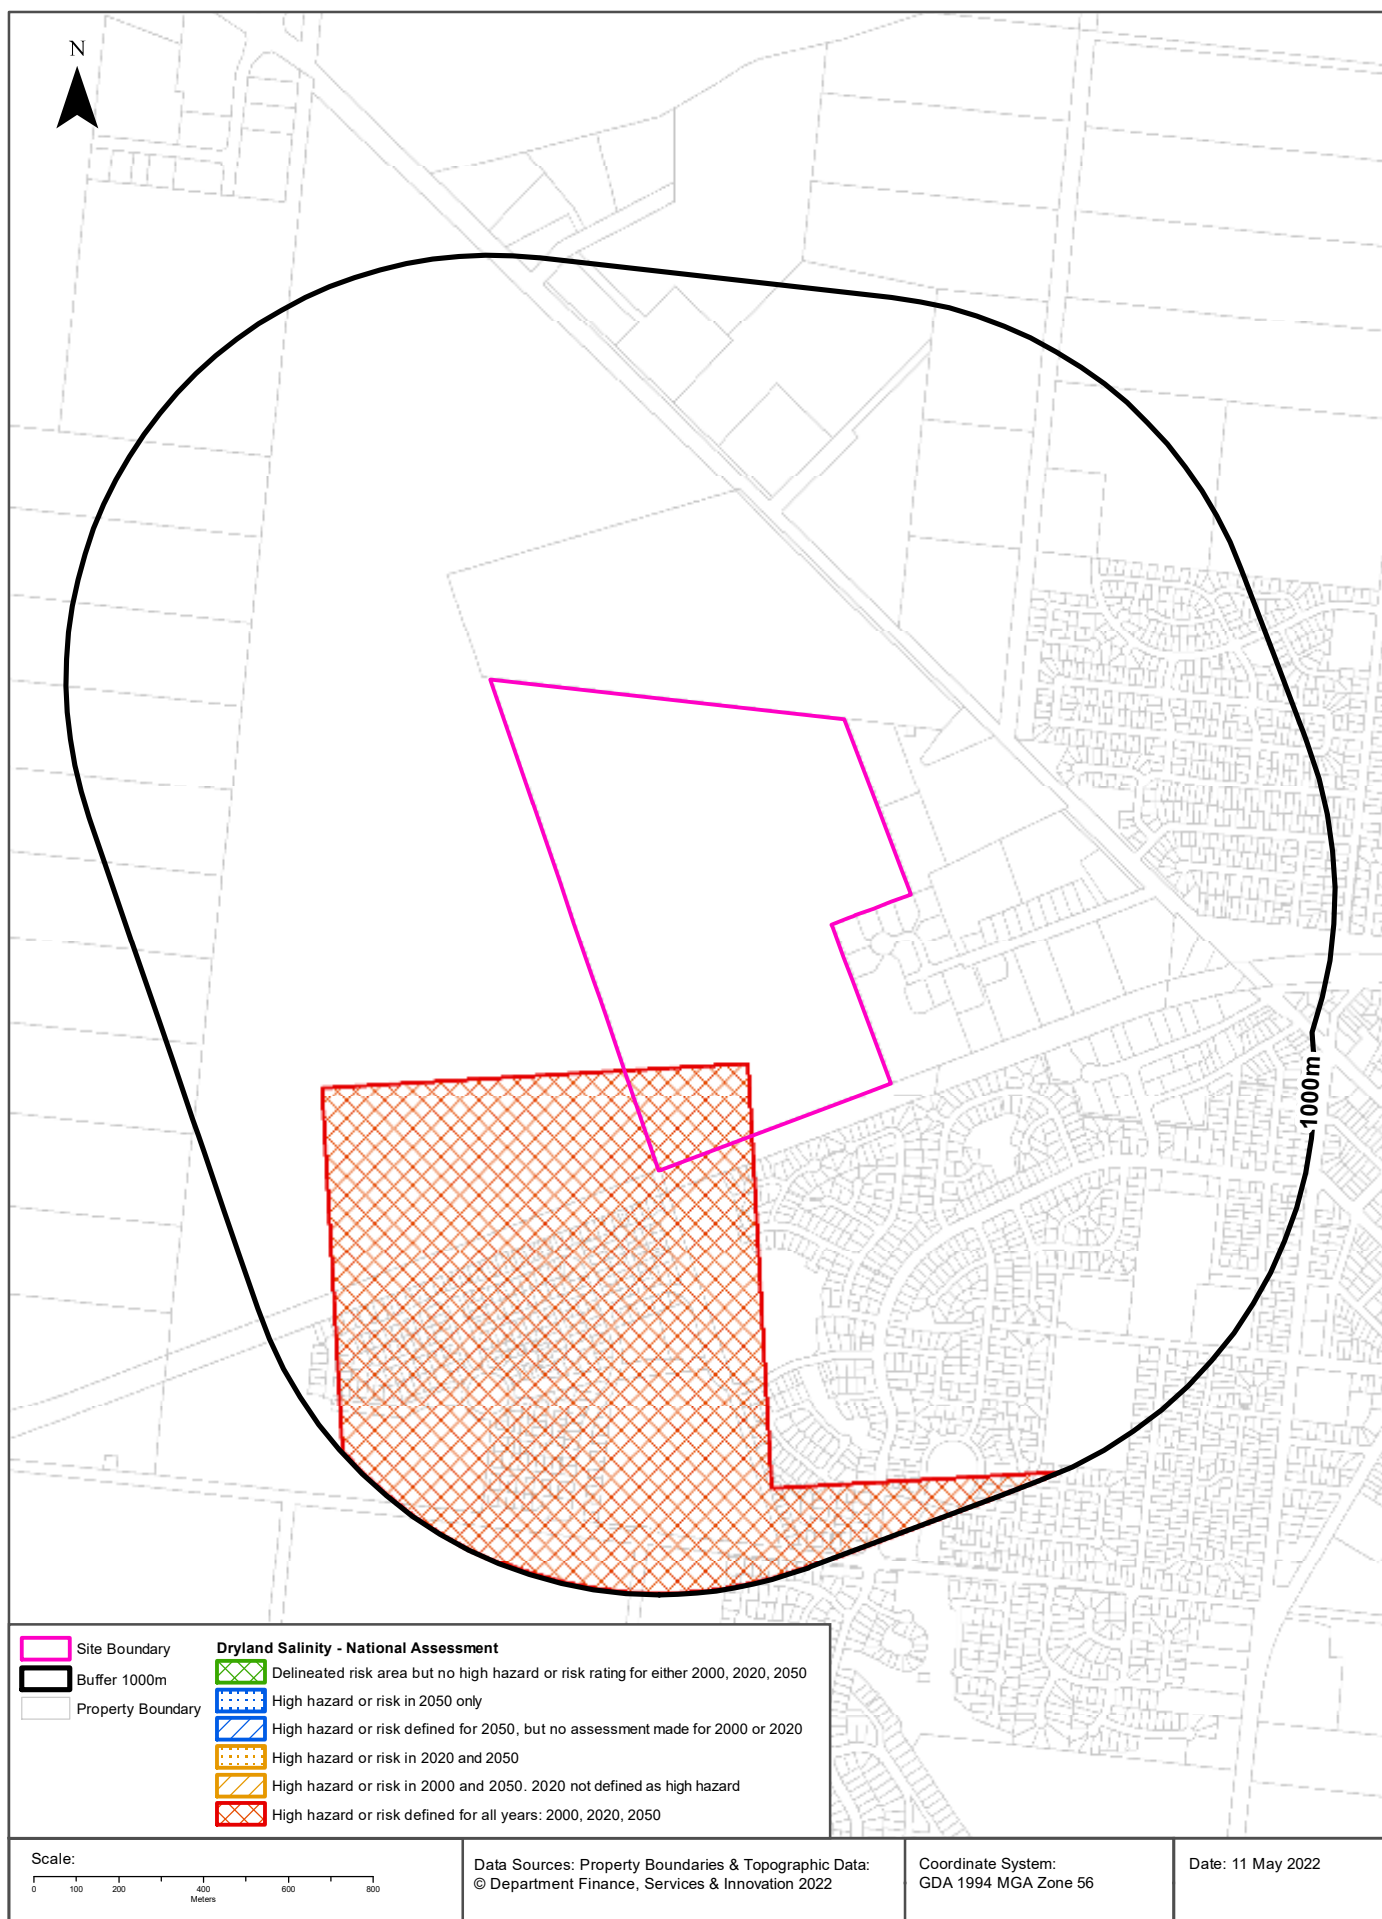 N
1000m
Site Boundary
Buffer 1000m
Property Boundary
Dryland Salinity - National Assessment
Delineated risk area but no high hazard or risk rating for either 2000, 2020, 2050
High hazard or risk in 2050 only
High hazard or risk defined for 2050, but no assessment made for 2000 or 2020
High hazard or risk in 2020 and 2050
High hazard or risk in 2000 and 2050. 2020 not defined as high hazard
High hazard or risk defined for all years: 2000, 2020, 2050
Scale:
0 100 200 400 600 800
Meters
Data Sources: Property Boundaries & Topographic Data:
© Department Finance, Services & Innovation 2022
Coordinate System:
GDA 1994 MGA Zone 56
Date: 11 May 2022